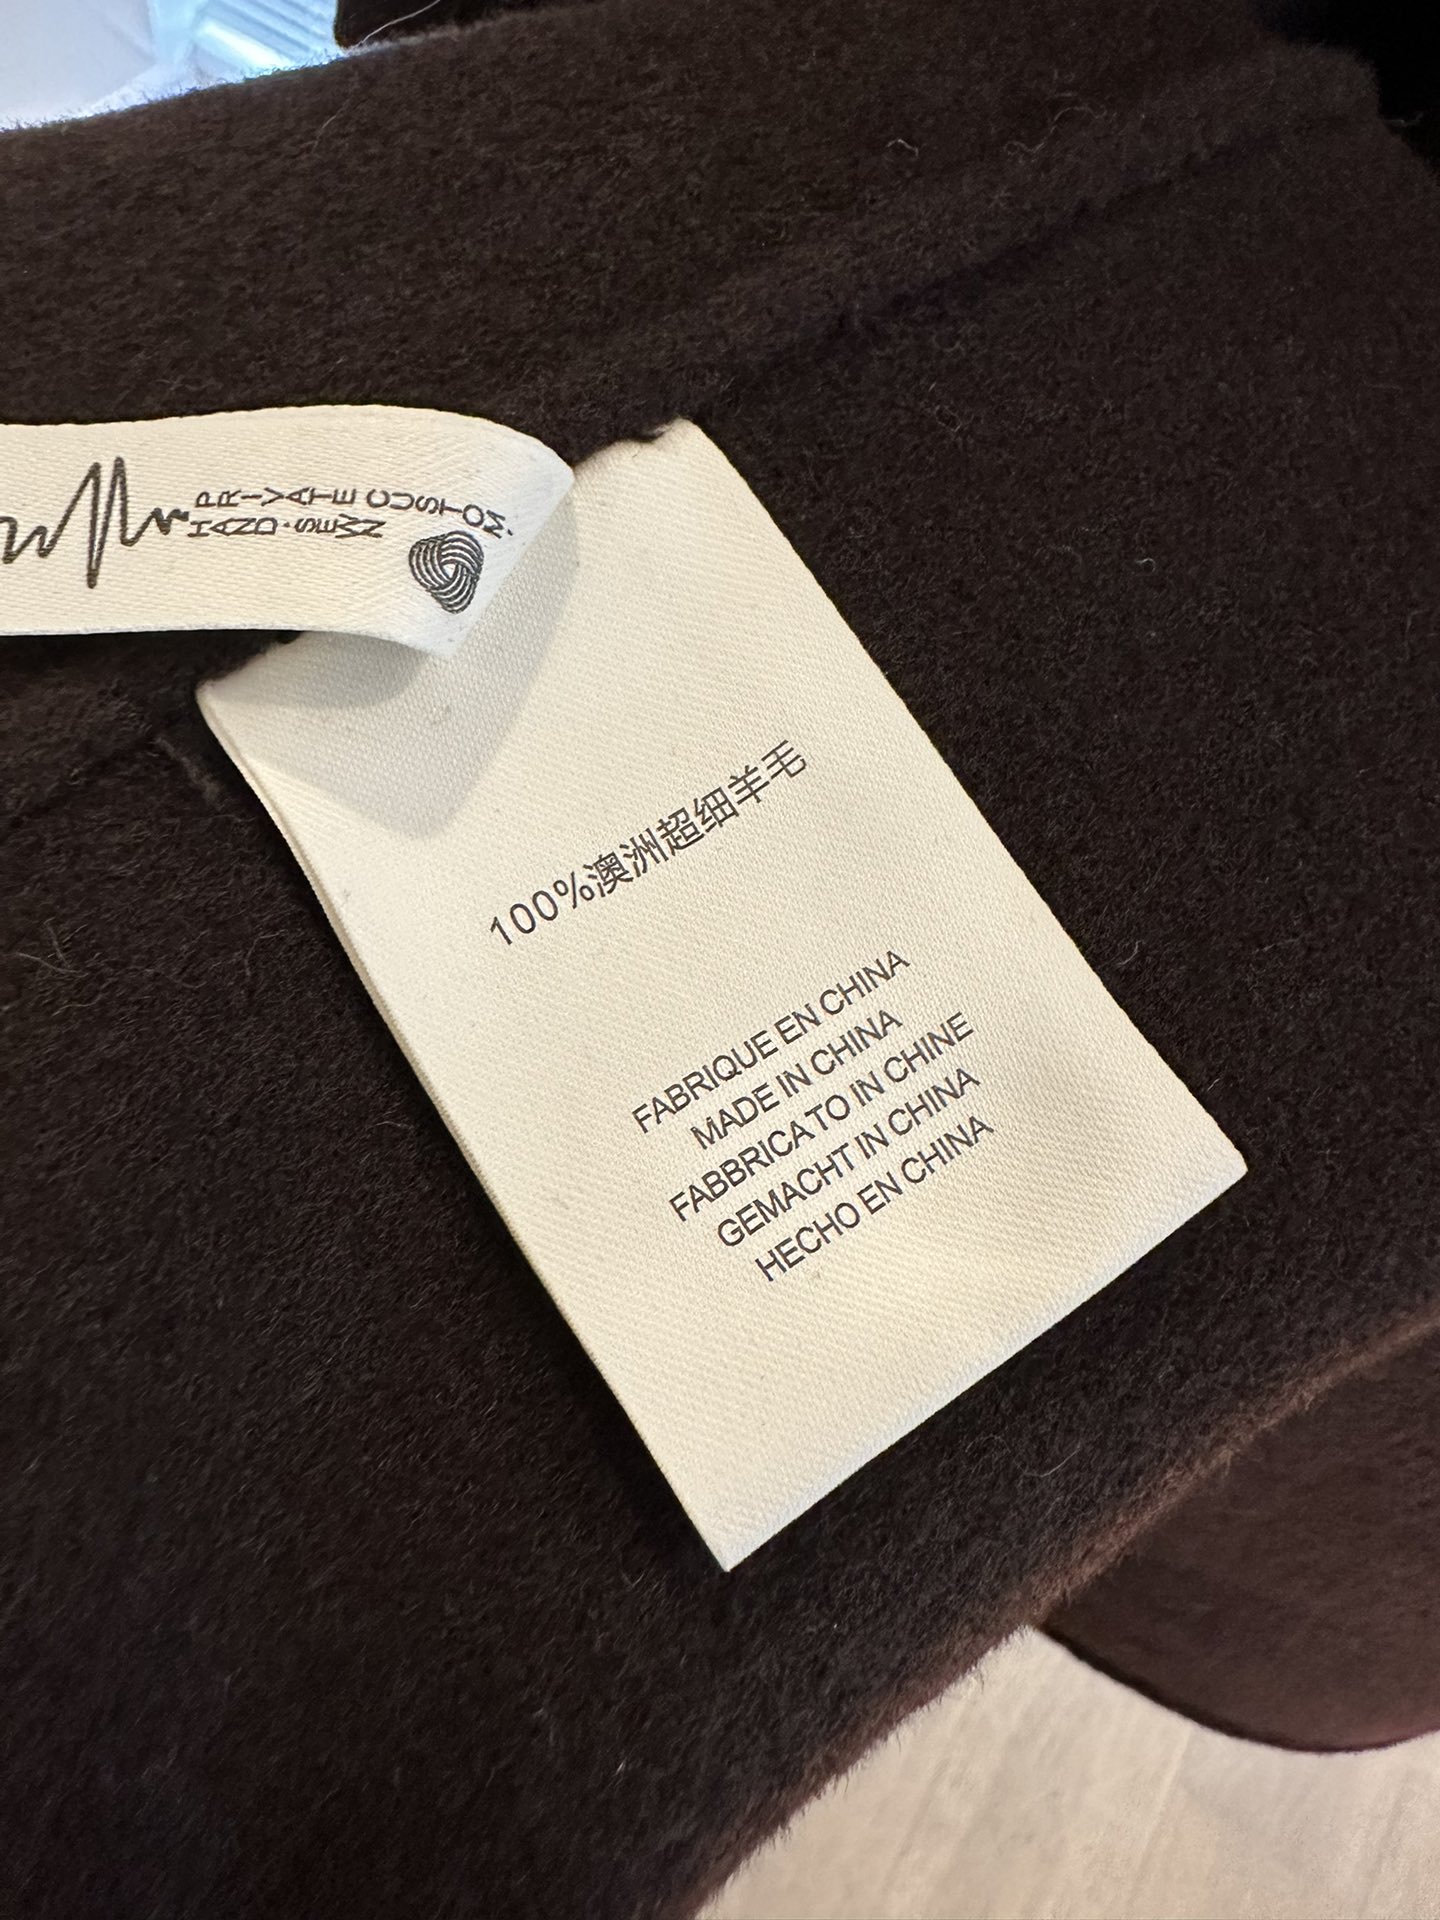 PRIVATE CUSTOM.
HAND-SEWN
100%澳洲超细羊毛
FABRIQUE EN CHINA
MADE IN CHINA
FABBRICATO IN CHINE
GEMACHT IN CHINA
HECHO EN CHINA